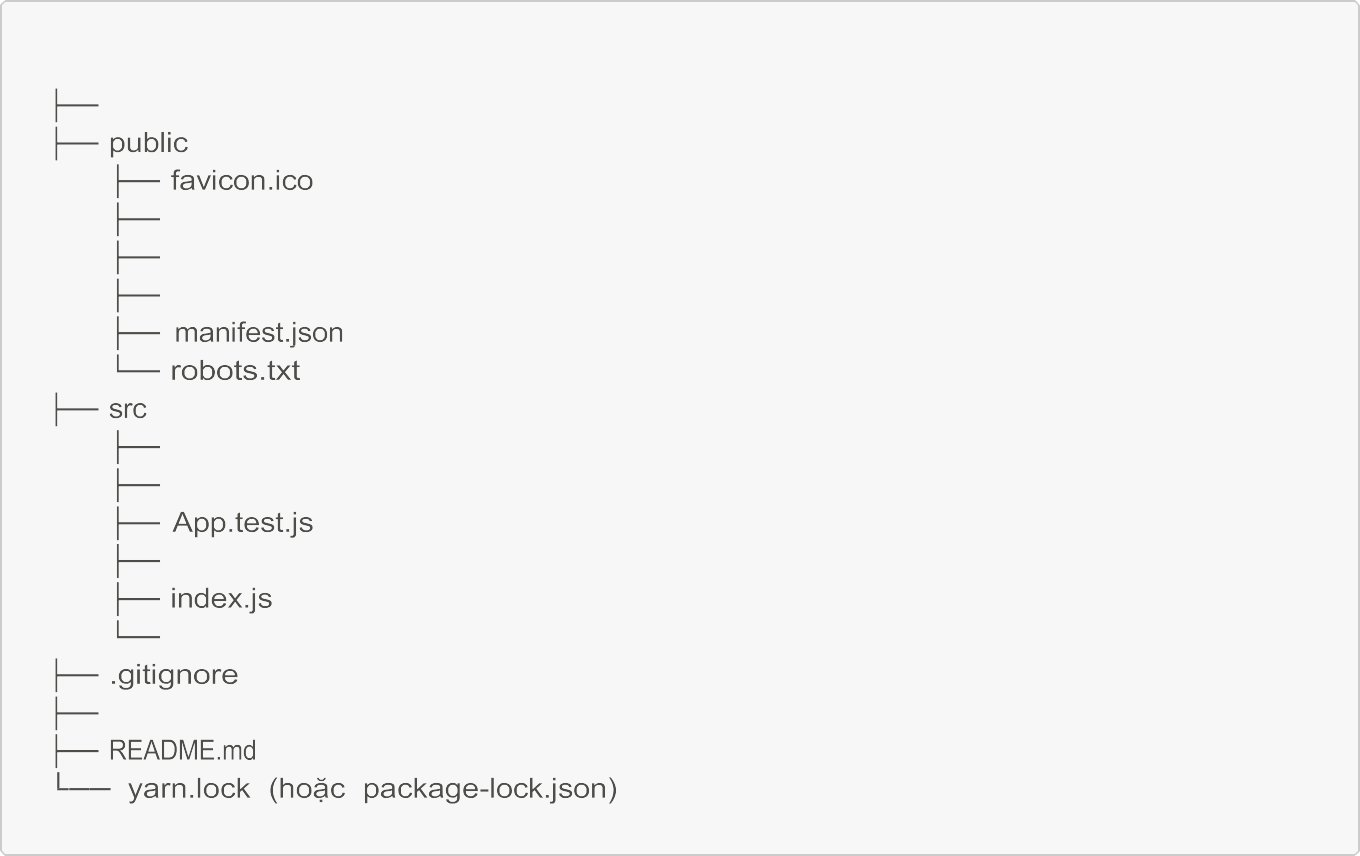 ├──
├── public
├── favicon.ico
├──
├──
├──
├── manifest.json
└── robots.txt
├── src
├──
├──
├── App.test.js
├──
├── index.js
└──
├── .gitignore
├──
├── README.md
└── yarn.lock (hoặc package-lock.json)